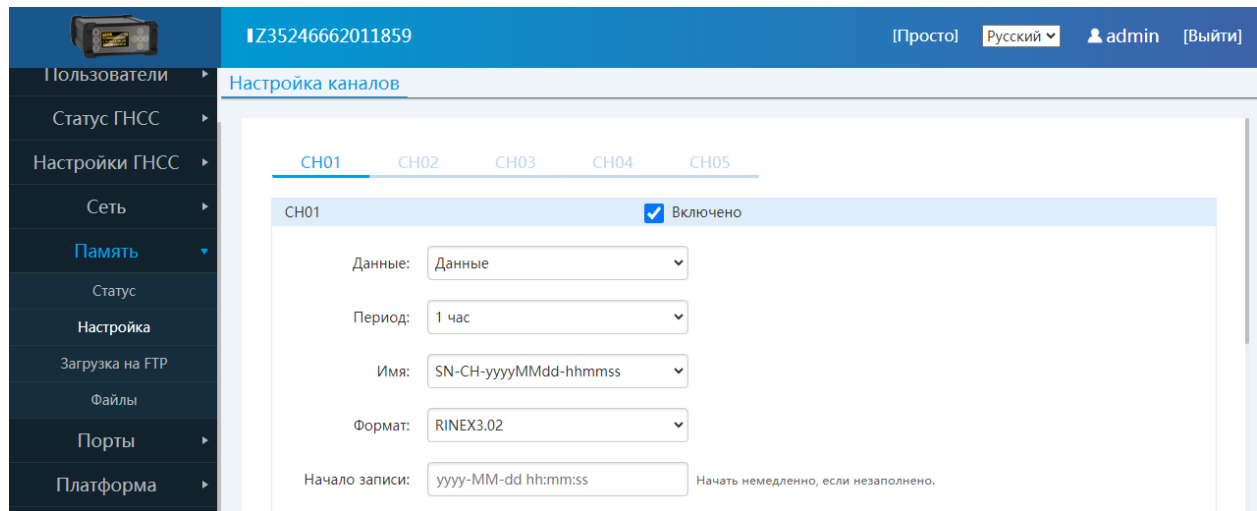 IZ35246662011859 [Просто] Русский admin [Выйти]
Пользователи
Статус ГНСС
Настройки ГНСС
Сеть
Память
Статус
Настройка
Загрузка на FTP
Файлы
Порты
Платформа
Настройка каналов
CH01 CH02 CH03 CH04 CH05
CH01 Включено
Данные: Данные
Период: 1 час
Имя: SN-CH-yyyyMMdd-hhmmss
Формат: RINEX3.02
Начало записи: yyyy-MM-dd hh:mm:ss Начать немедленно, если незаполнено.